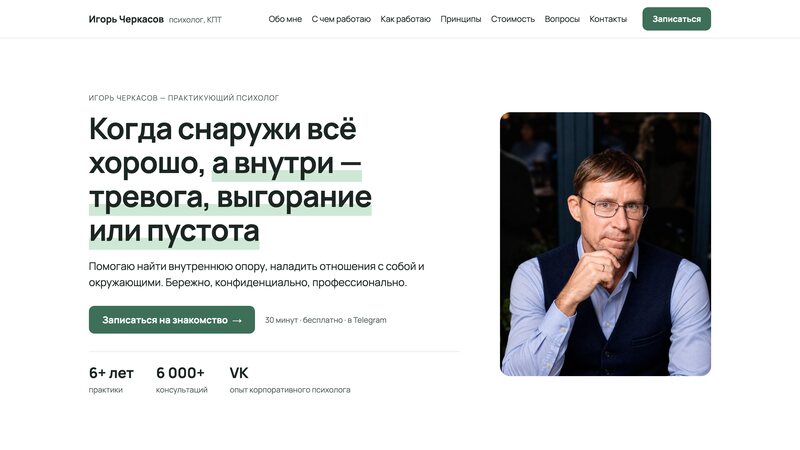 Игорь Черкасов психолог, КПТ
Обо мне С чем работаю Как работаю Принципы Стоимость Вопросы Контакты Записаться
ИГОРЬ ЧЕРКАСОВ — ПРАКТИКУЮЩИЙ ПСИХОЛОГ
Когда снаружи всё
хорошо, а внутри —
тревога, выгорание
или пустота
Помогаю найти внутреннюю опору, наладить отношения с собой и
окружающими. Бережно, конфиденциально, профессионально.
Записаться на знакомство →
30 минут · бесплатно · в Telegram
6+ лет 6 000+ VK
практики консультаций опыт корпоративного психолога